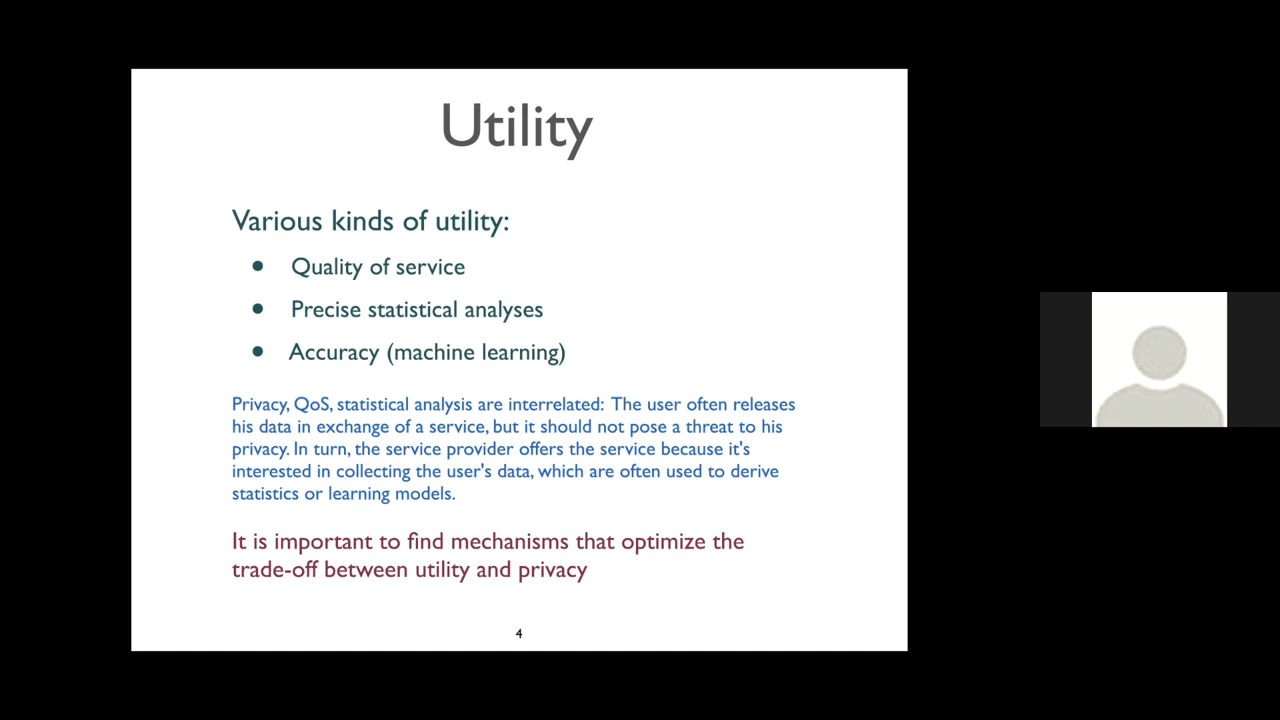 Utility
Various kinds of utility:
● Quality of service
● Precise statistical analyses
● Accuracy (machine learning)
Privacy, QoS, statistical analysis are interrelated: The user often releases
his data in exchange of a service, but it should not pose a threat to his
privacy. In turn, the service provider offers the service because it's
interested in collecting the user's data, which are often used to derive
statistics or learning models.
It is important to find mechanisms that optimize the
trade-off between utility and privacy
4